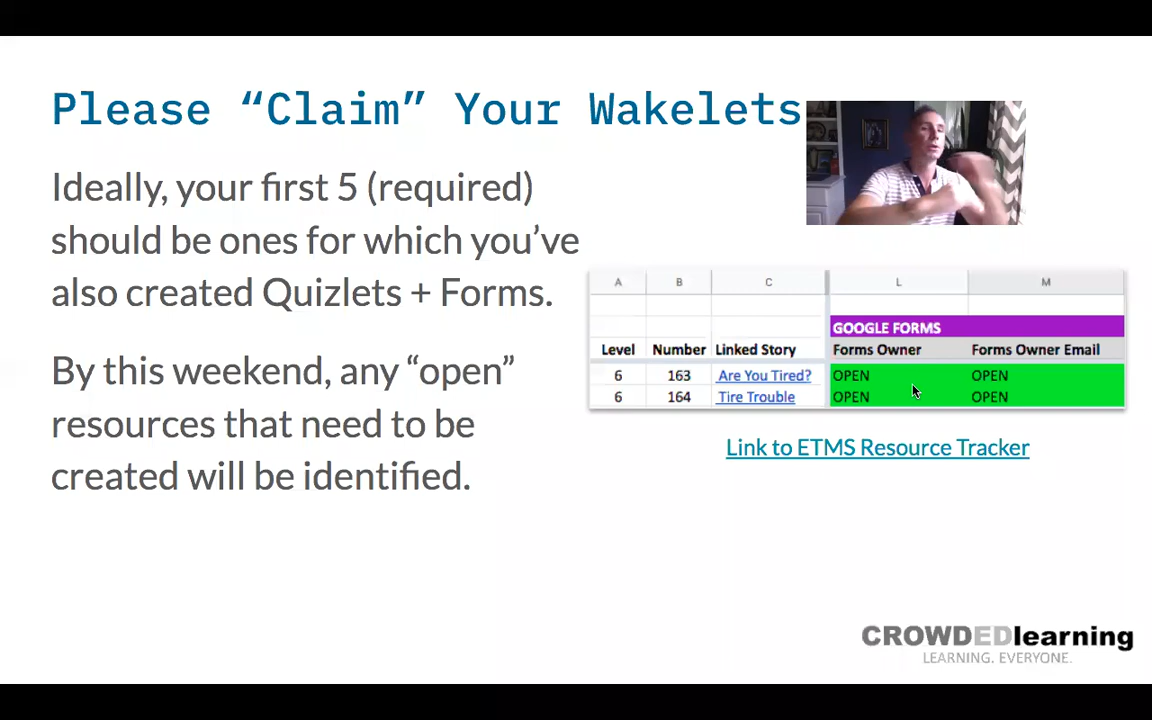 Please “Claim” Your Wakelets
Ideally, your first 5 (required)
should be ones for which you’ve
also created Quizlets + Forms.
By this weekend, any “open”
resources that need to be
created will be identified.
A B C L M
GOOGLE FORMS
Level Number Linked Story Forms Owner Forms Owner Email
6 163 Are You Tired? OPEN OPEN
6 164 Tire Trouble OPEN OPEN
Link to ETMS Resource Tracker
CROWDEDlearning
LEARNING. EVERYONE.